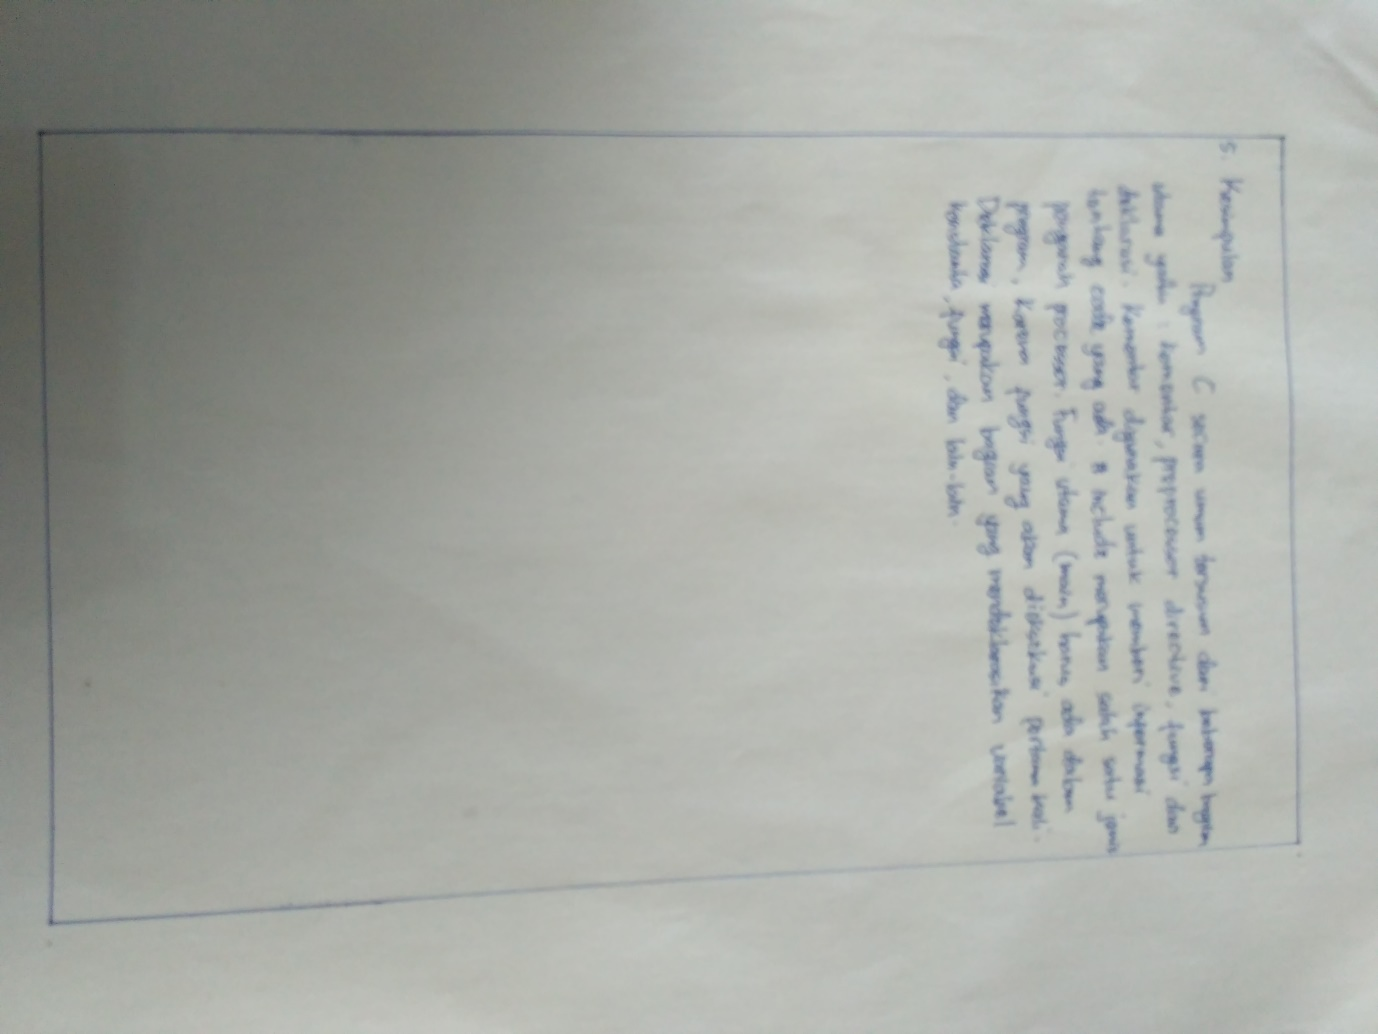 5. Kesimpulan
Program C secara umum tersusun dari beberapa bagian
utama yaitu : komentar, preprocessor directive, fungsi dan
deklarasi. Komentar digunakan untuk memberi informasi
tentang code yang ada. # include merupakan salah satu jenis
pengarah processor. Fungsi utama (main) harus ada dalam
program, karena fungsi yang akan dieksekusi pertama kali.
Deklarasi merupakan bagian yang mendeklarasikan variabel
konstanta, fungsi, dan lain-lain.